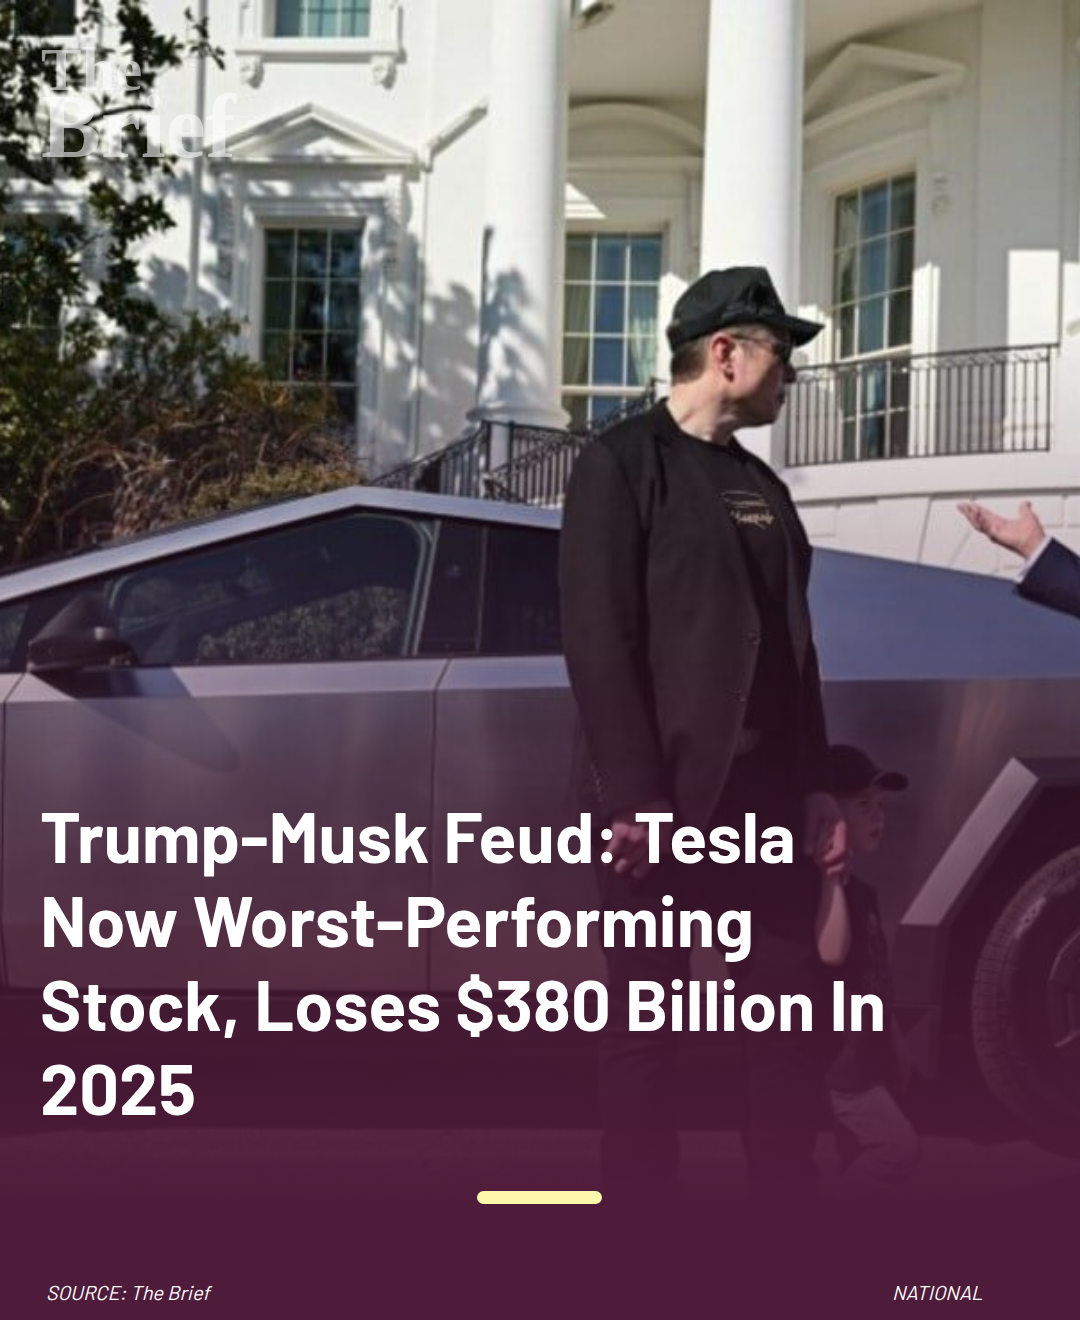 The
Brief
Trump-Musk Feud: Tesla
Now Worst-Performing
Stock, Loses $380 Billion In
2025
SOURCE: The Brief
NATIONAL